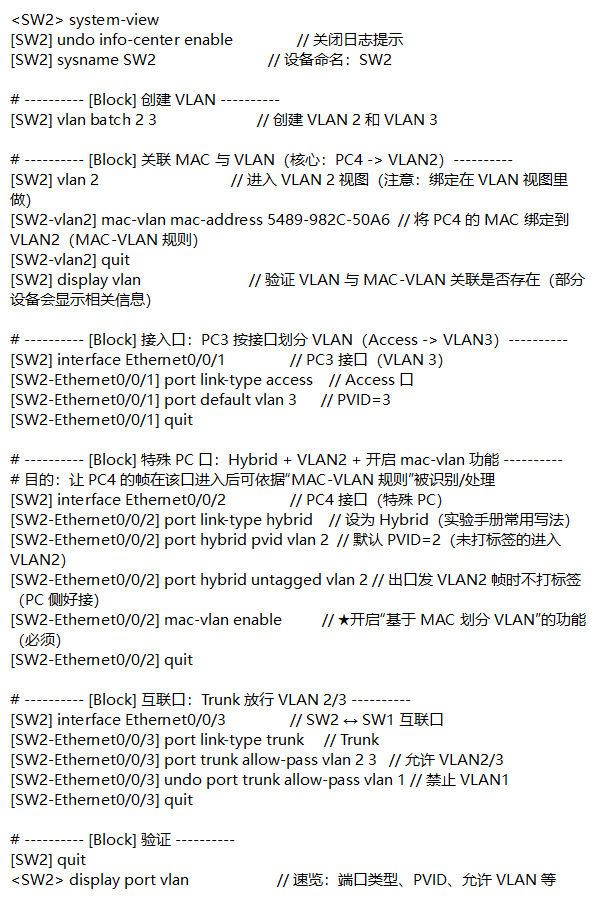 <SW2> system-view
[SW2] undo info-center enable // 关闭日志提示
[SW2] sysname SW2 // 设备命名：SW2
# ---------- [Block] 创建 VLAN ----------
[SW2] vlan batch 2 3 // 创建 VLAN 2 和 VLAN 3
# ---------- [Block] 关联 MAC 与 VLAN（核心：PC4 -> VLAN2）----------
[SW2] vlan 2 // 进入 VLAN 2 视图（注意：绑定在 VLAN 视图里
做）
[SW2-vlan2] mac-vlan mac-address 5489-982C-50A6 // 将 PC4 的 MAC 绑定到
VLAN2（MAC-VLAN 规则）
[SW2-vlan2] quit
[SW2] display vlan // 验证 VLAN 与 MAC-VLAN 关联是否存在（部分
设备会显示相关信息）
# ---------- [Block] 接入口：PC3 按接口划分 VLAN（Access -> VLAN3）----------
[SW2] interface Ethernet0/0/1 // PC3 接口（VLAN 3）
[SW2-Ethernet0/0/1] port link-type access // Access 口
[SW2-Ethernet0/0/1] port default vlan 3 // PVID=3
[SW2-Ethernet0/0/1] quit
# ---------- [Block] 特殊 PC 口：Hybrid + VLAN2 + 开启 mac-vlan 功能 ----------
# 目的：让 PC4 的帧在该口进入后可依据“MAC-VLAN 规则”被识别/处理
[SW2] interface Ethernet0/0/2 // PC4 接口（特殊 PC）
[SW2-Ethernet0/0/2] port link-type hybrid // 设为 Hybrid（实验手册常用写法）
[SW2-Ethernet0/0/2] port hybrid pvid vlan 2 // 默认 PVID=2（未打标签的进入
VLAN2）
[SW2-Ethernet0/0/2] port hybrid untagged vlan 2 // 出口发 VLAN2 帧时不打标签
（PC 侧好接）
[SW2-Ethernet0/0/2] mac-vlan enable // ★开启“基于 MAC 划分 VLAN”的功能
（必须）
[SW2-Ethernet0/0/2] quit
# ---------- [Block] 互联口：Trunk 放行 VLAN 2/3 ----------
[SW2] interface Ethernet0/0/3 // SW2 ↔ SW1 互联口
[SW2-Ethernet0/0/3] port link-type trunk // Trunk
[SW2-Ethernet0/0/3] port trunk allow-pass vlan 2 3 // 允许 VLAN2/3
[SW2-Ethernet0/0/3] undo port trunk allow-pass vlan 1 // 禁止 VLAN1
[SW2-Ethernet0/0/3] quit
# ---------- [Block] 验证 ----------
[SW2] quit
<SW2> display port vlan // 速览：端口类型、PVID、允许 VLAN 等